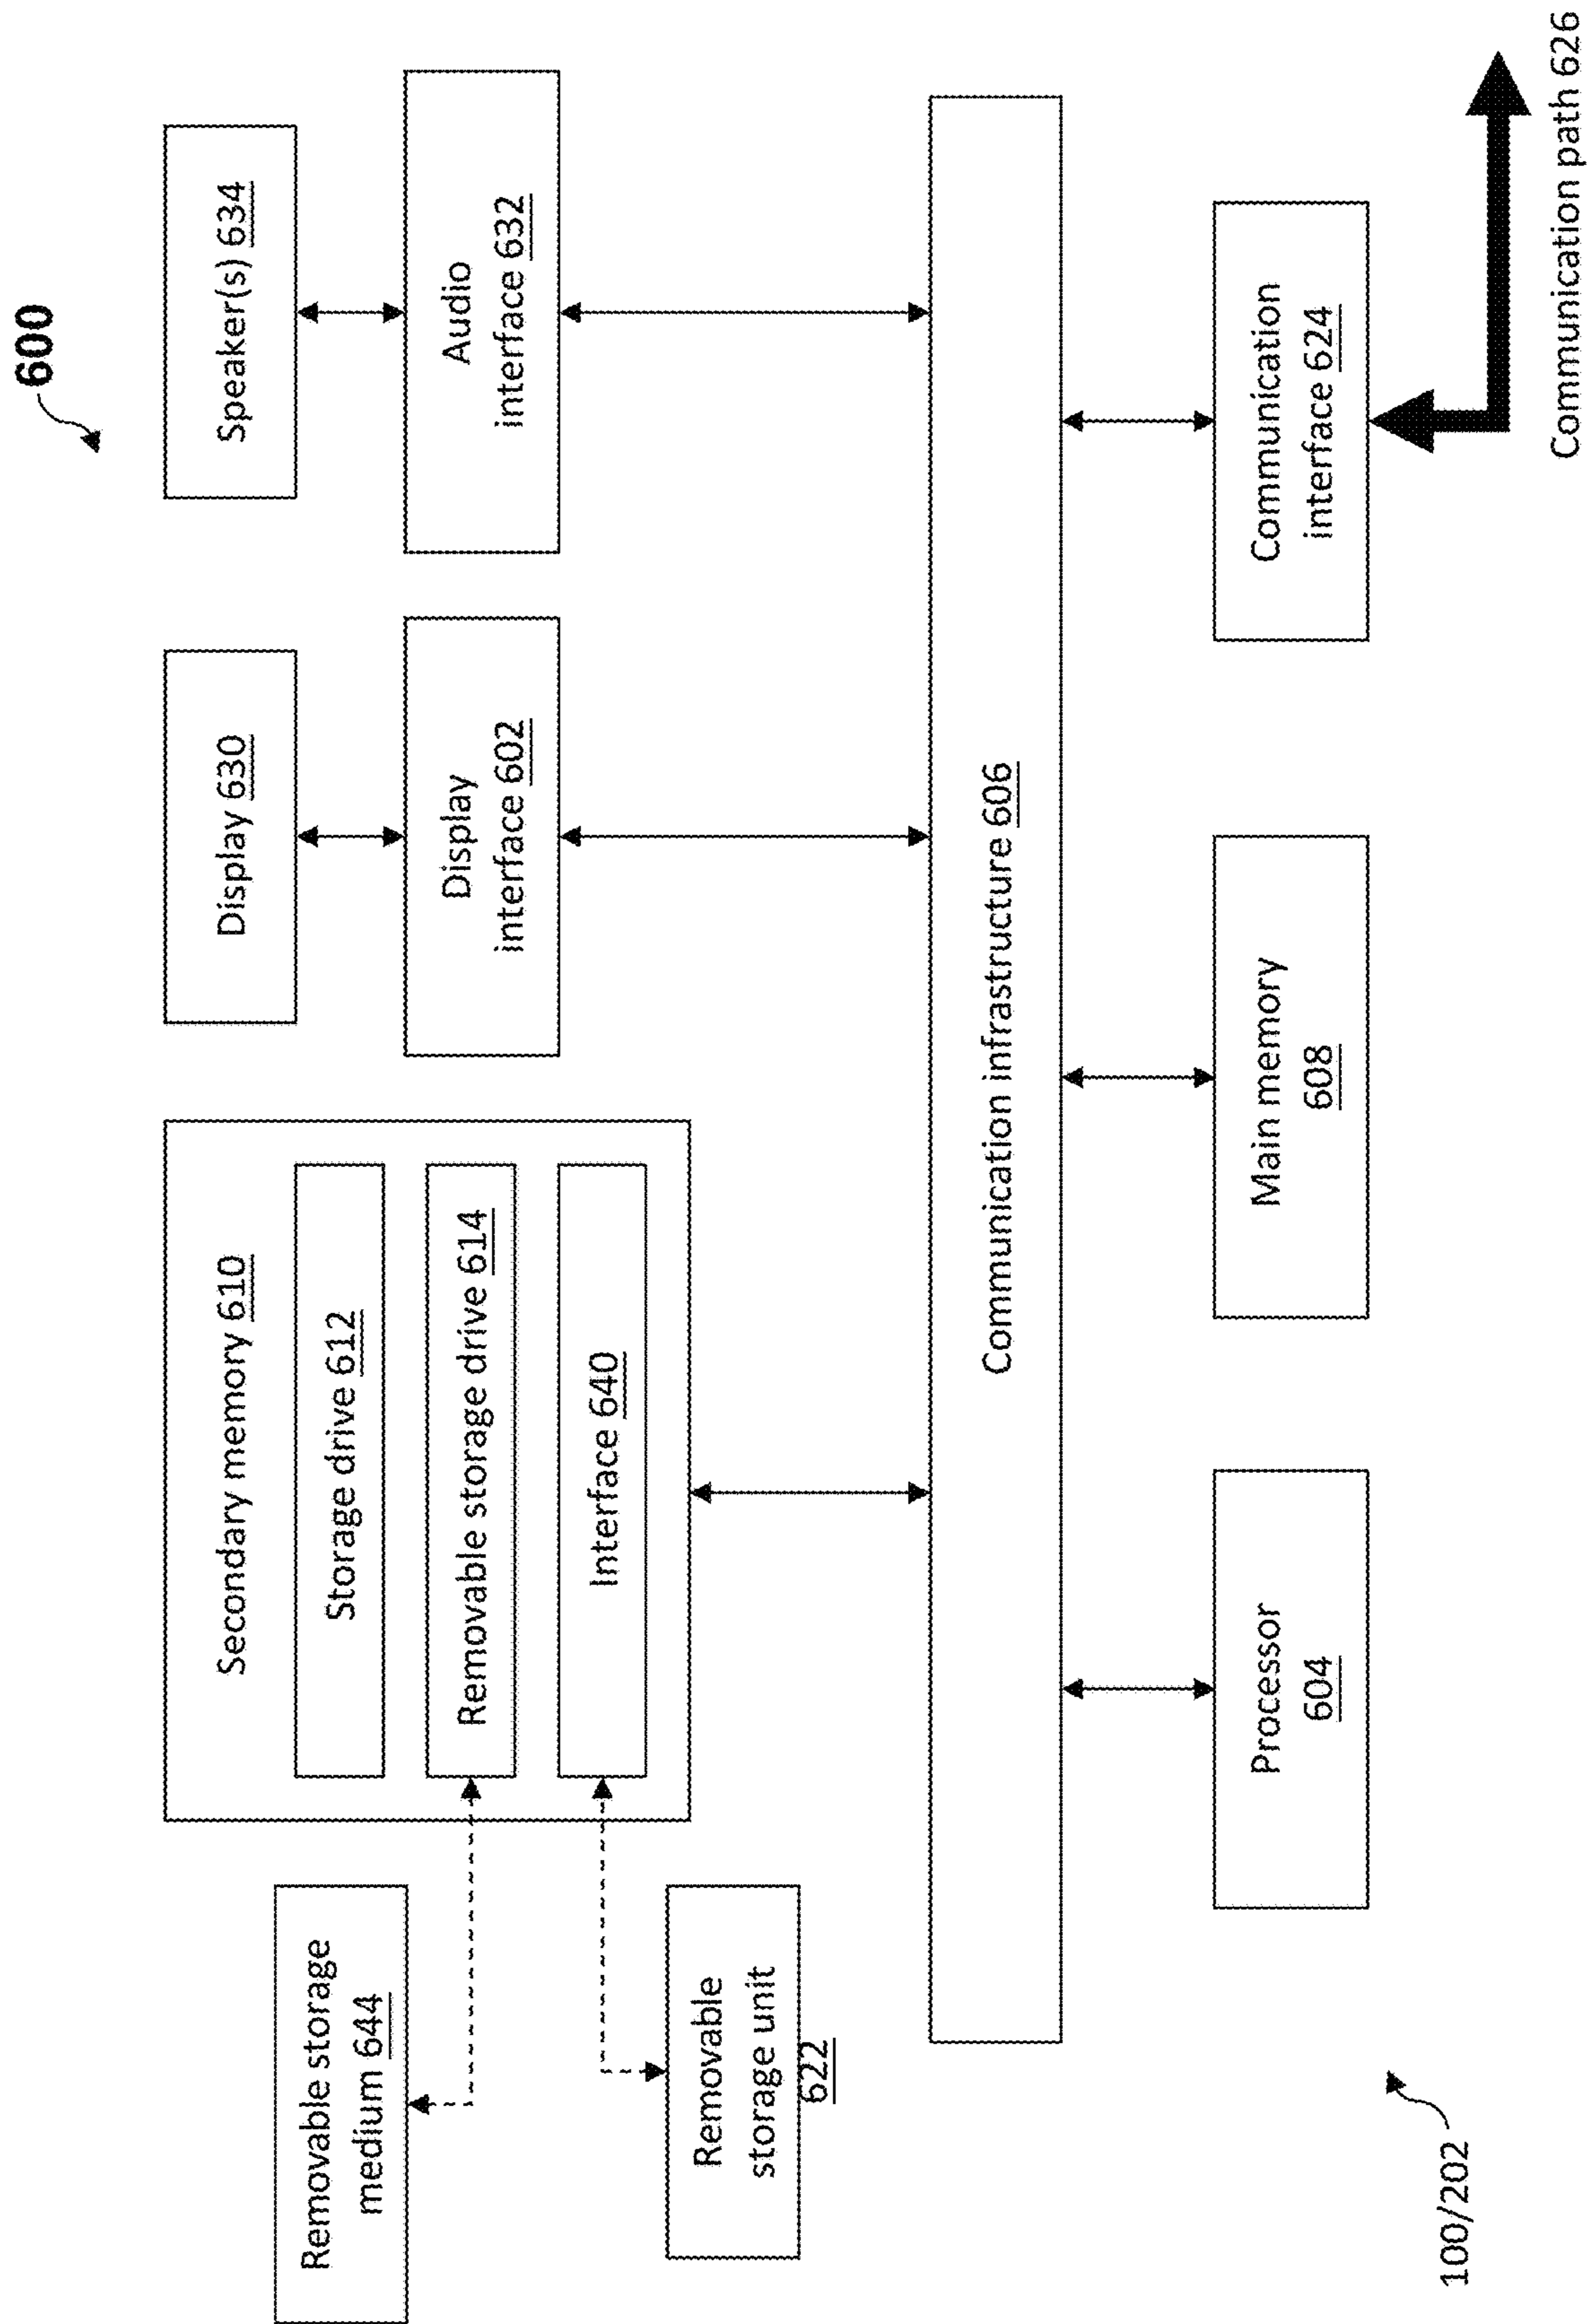 600
Removable storage
medium 644
Removable
storage unit
622
Secondary memory 610
Storage drive 612
Removable storage drive 614
Interface 640
Display 630
Display
interface 602
Speaker(s) 634
Audio
interface 632
Communication infrastructure 606
Processor
604
Main memory
608
Communication
interface 624
100/202
Communication path 626